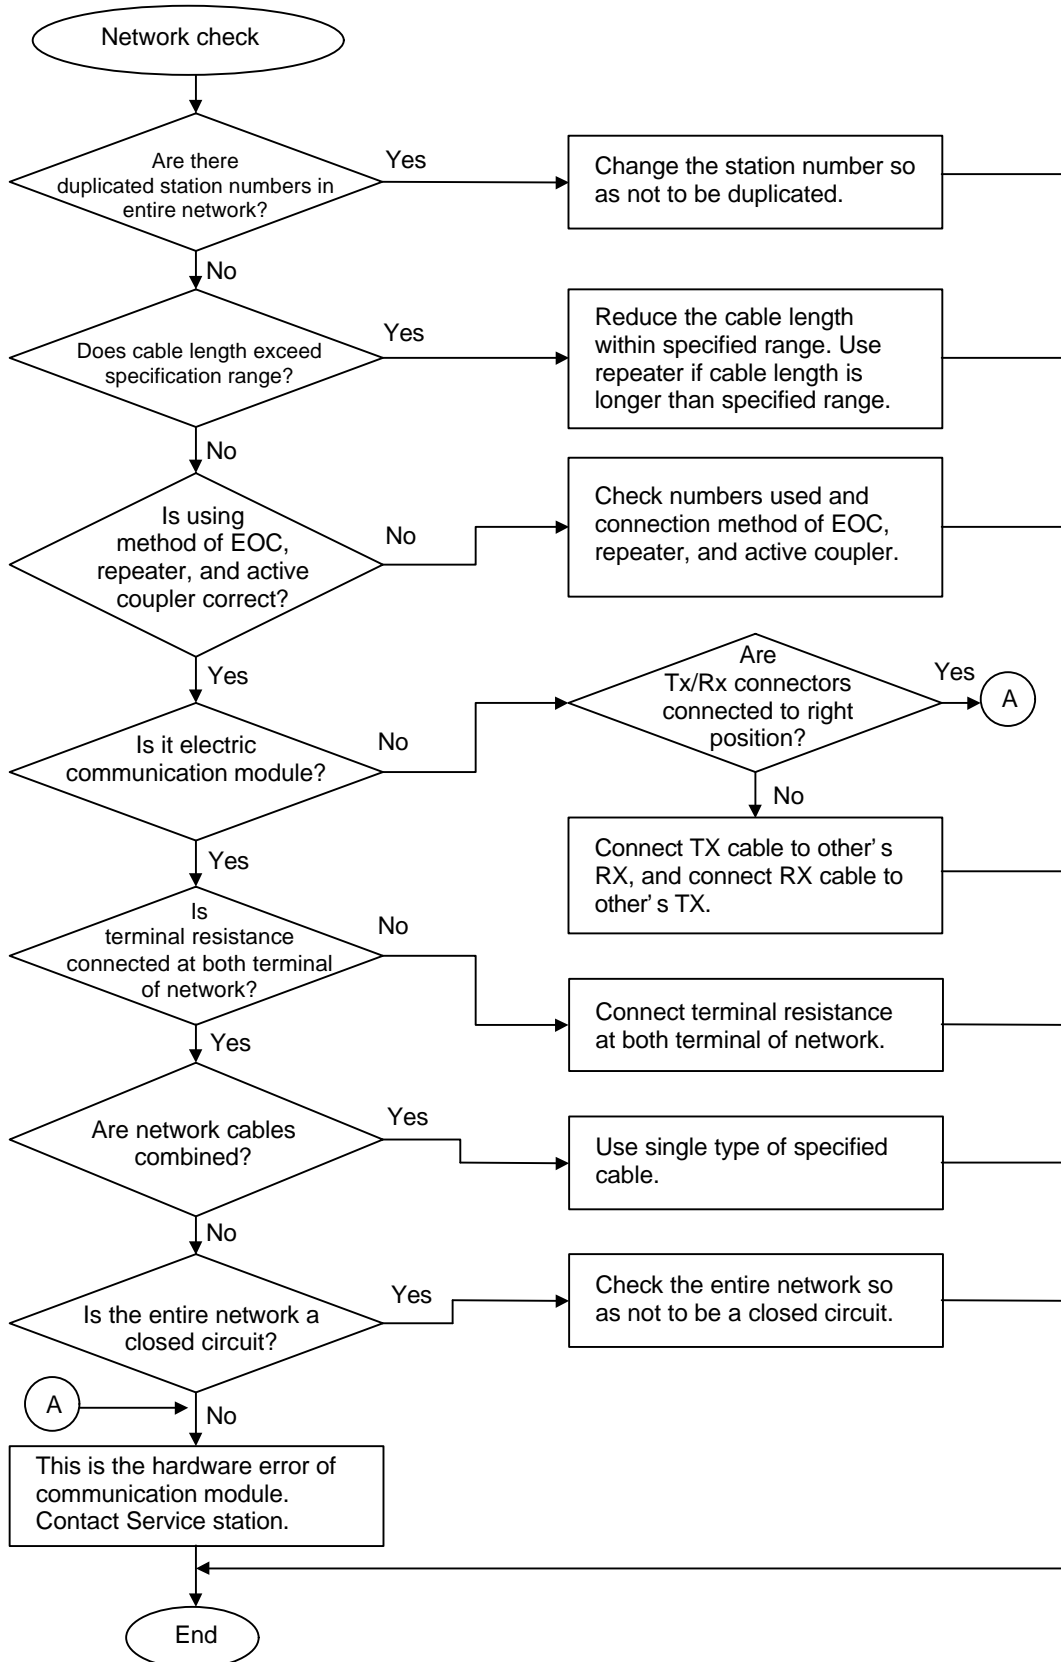 Network check
Are there
duplicated station numbers in
entire network?
Yes
Change the station number so
as not to be duplicated.
No
Does cable length exceed
specification range?
Yes
Reduce the cable length
within specified range. Use
repeater if cable length is
longer than specified range.
No
Is using
method of EOC,
repeater, and active
coupler correct?
No
Check numbers used and
connection method of EOC,
repeater, and active coupler.
Yes
Is it electric
communication module?
No
Are
Tx/Rx connectors
connected to right
position?
Yes
A
No
Connect TX cable to other's
RX, and connect RX cable to
other's TX.
Yes
Is
terminal resistance
connected at both terminal
of network?
No
Connect terminal resistance
at both terminal of network.
Yes
Are network cables
combined?
Yes
Use single type of specified
cable.
No
Is the entire network a
closed circuit?
Yes
Check the entire network so
as not to be a closed circuit.
A
No
This is the hardware error of
communication module.
Contact Service station.
End